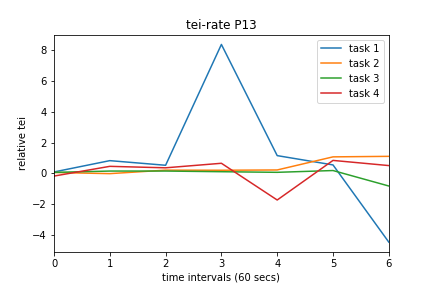 tei-rate P13
task 1
task 2
task 3
task 4
8
6
4
2
0
−2
−4
relative tei
0 1 2 3 4 5 6
time intervals (60 secs)